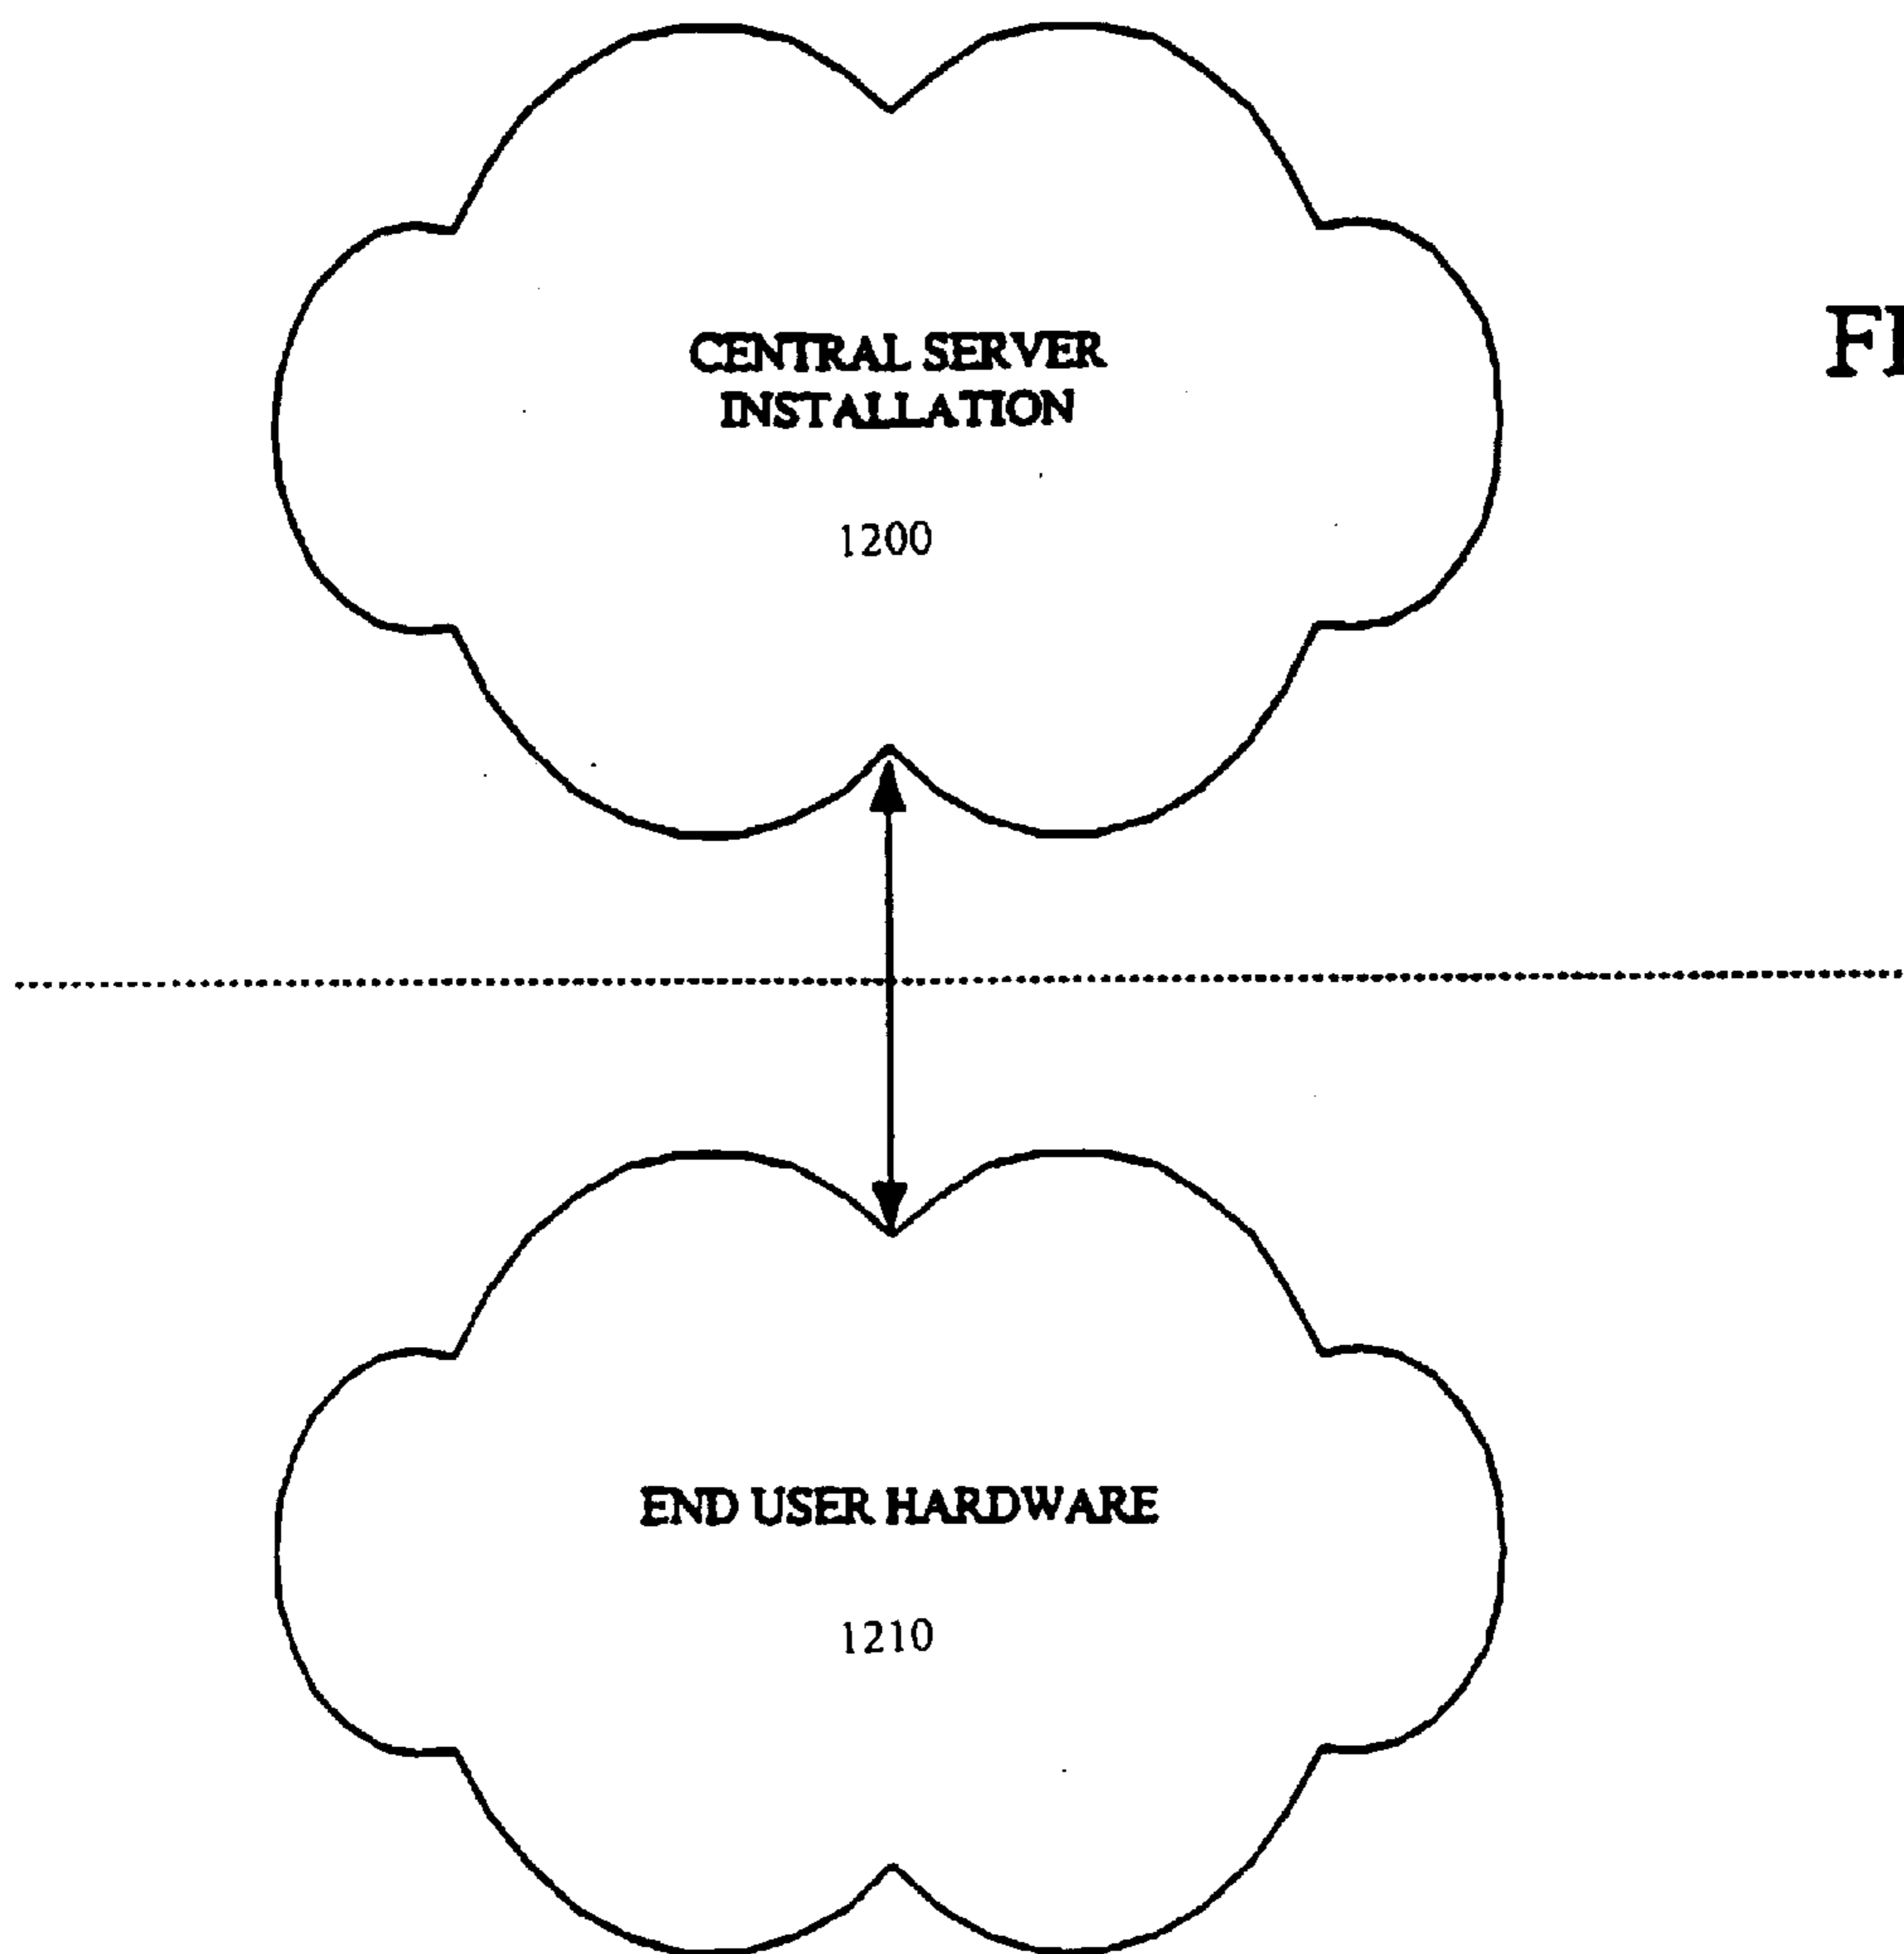 CENTRAL SERVER
INSTALLATION
1200
END USER HARDWARE
1210